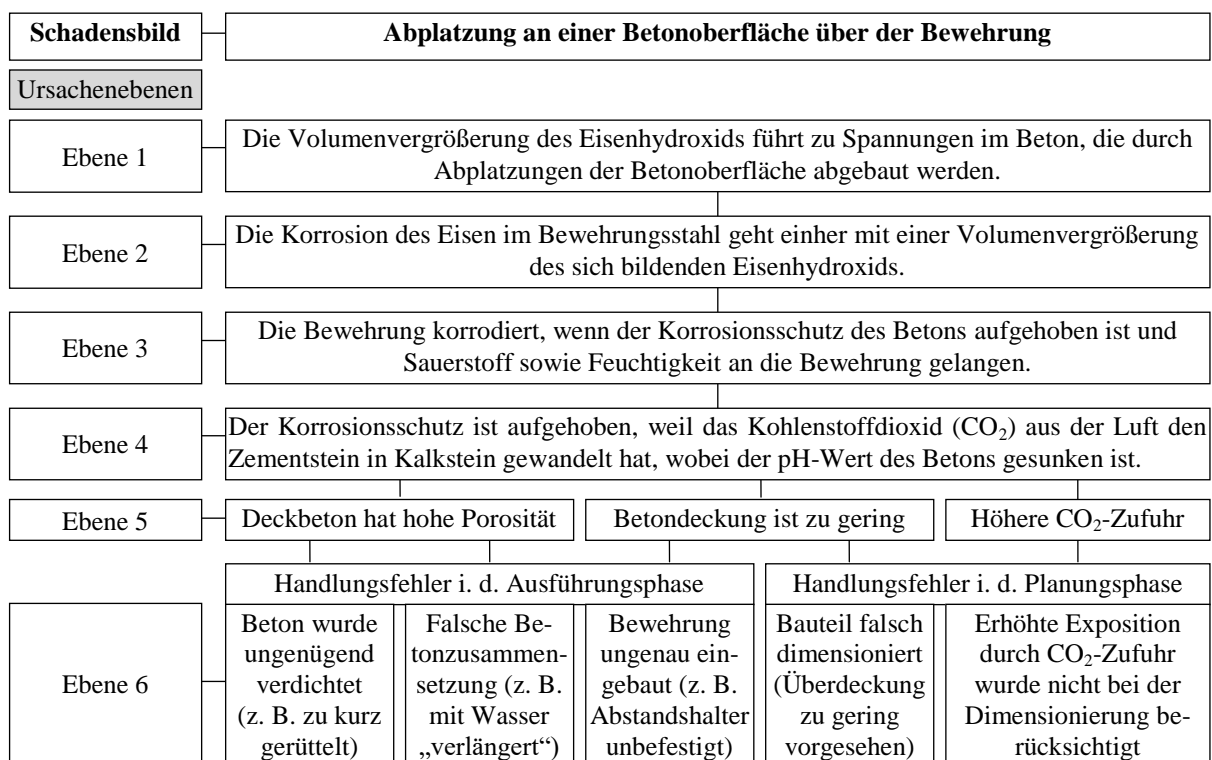 Schadensbild
Abplatzung an einer Betonoberfläche über der Bewehrung
Ursachenebenen
Ebene 1
Die Volumenvergrößerung des Eisenhydroxids führt zu Spannungen im Beton, die durch
Abplatzungen der Betonoberfläche abgebaut werden.
Ebene 2
Die Korrosion des Eisen im Bewehrungsstahl geht einher mit einer Volumenvergrößerung
des sich bildenden Eisenhydroxids.
Ebene 3
Die Bewehrung korrodiert, wenn der Korrosionsschutz des Betons aufgehoben ist und
Sauerstoff sowie Feuchtigkeit an die Bewehrung gelangen.
Ebene 4
Der Korrosionsschutz ist aufgehoben, weil das Kohlenstoffdioxid (CO₂) aus der Luft den
Zementstein in Kalkstein gewandelt hat, wobei der pH-Wert des Betons gesunken ist.
Ebene 5
Deckbeton hat hohe Porosität
Betondeckung ist zu gering
Höhere CO₂-Zufuhr
Ebene 6
Handlungsfehler i. d. Ausführungsphase
Handlungsfehler i. d. Planungsphase
Beton wurde
ungenügend
verdichtet
(z. B. zu kurz
gerüttelt)
Falsche Be-
tonzusammen-
setzung (z. B.
mit Wasser
„verlängert“)
Bewehrung
ungenau ein-
gebaut (z. B.
Abstandshalter
unbefestigt)
Bauteil falsch
dimensioniert
(Überdeckung
zu gering
vorgesehen)
Erhöhte Exposition
durch CO₂-Zufuhr
wurde nicht bei der
Dimensionierung be-
rücksichtigt